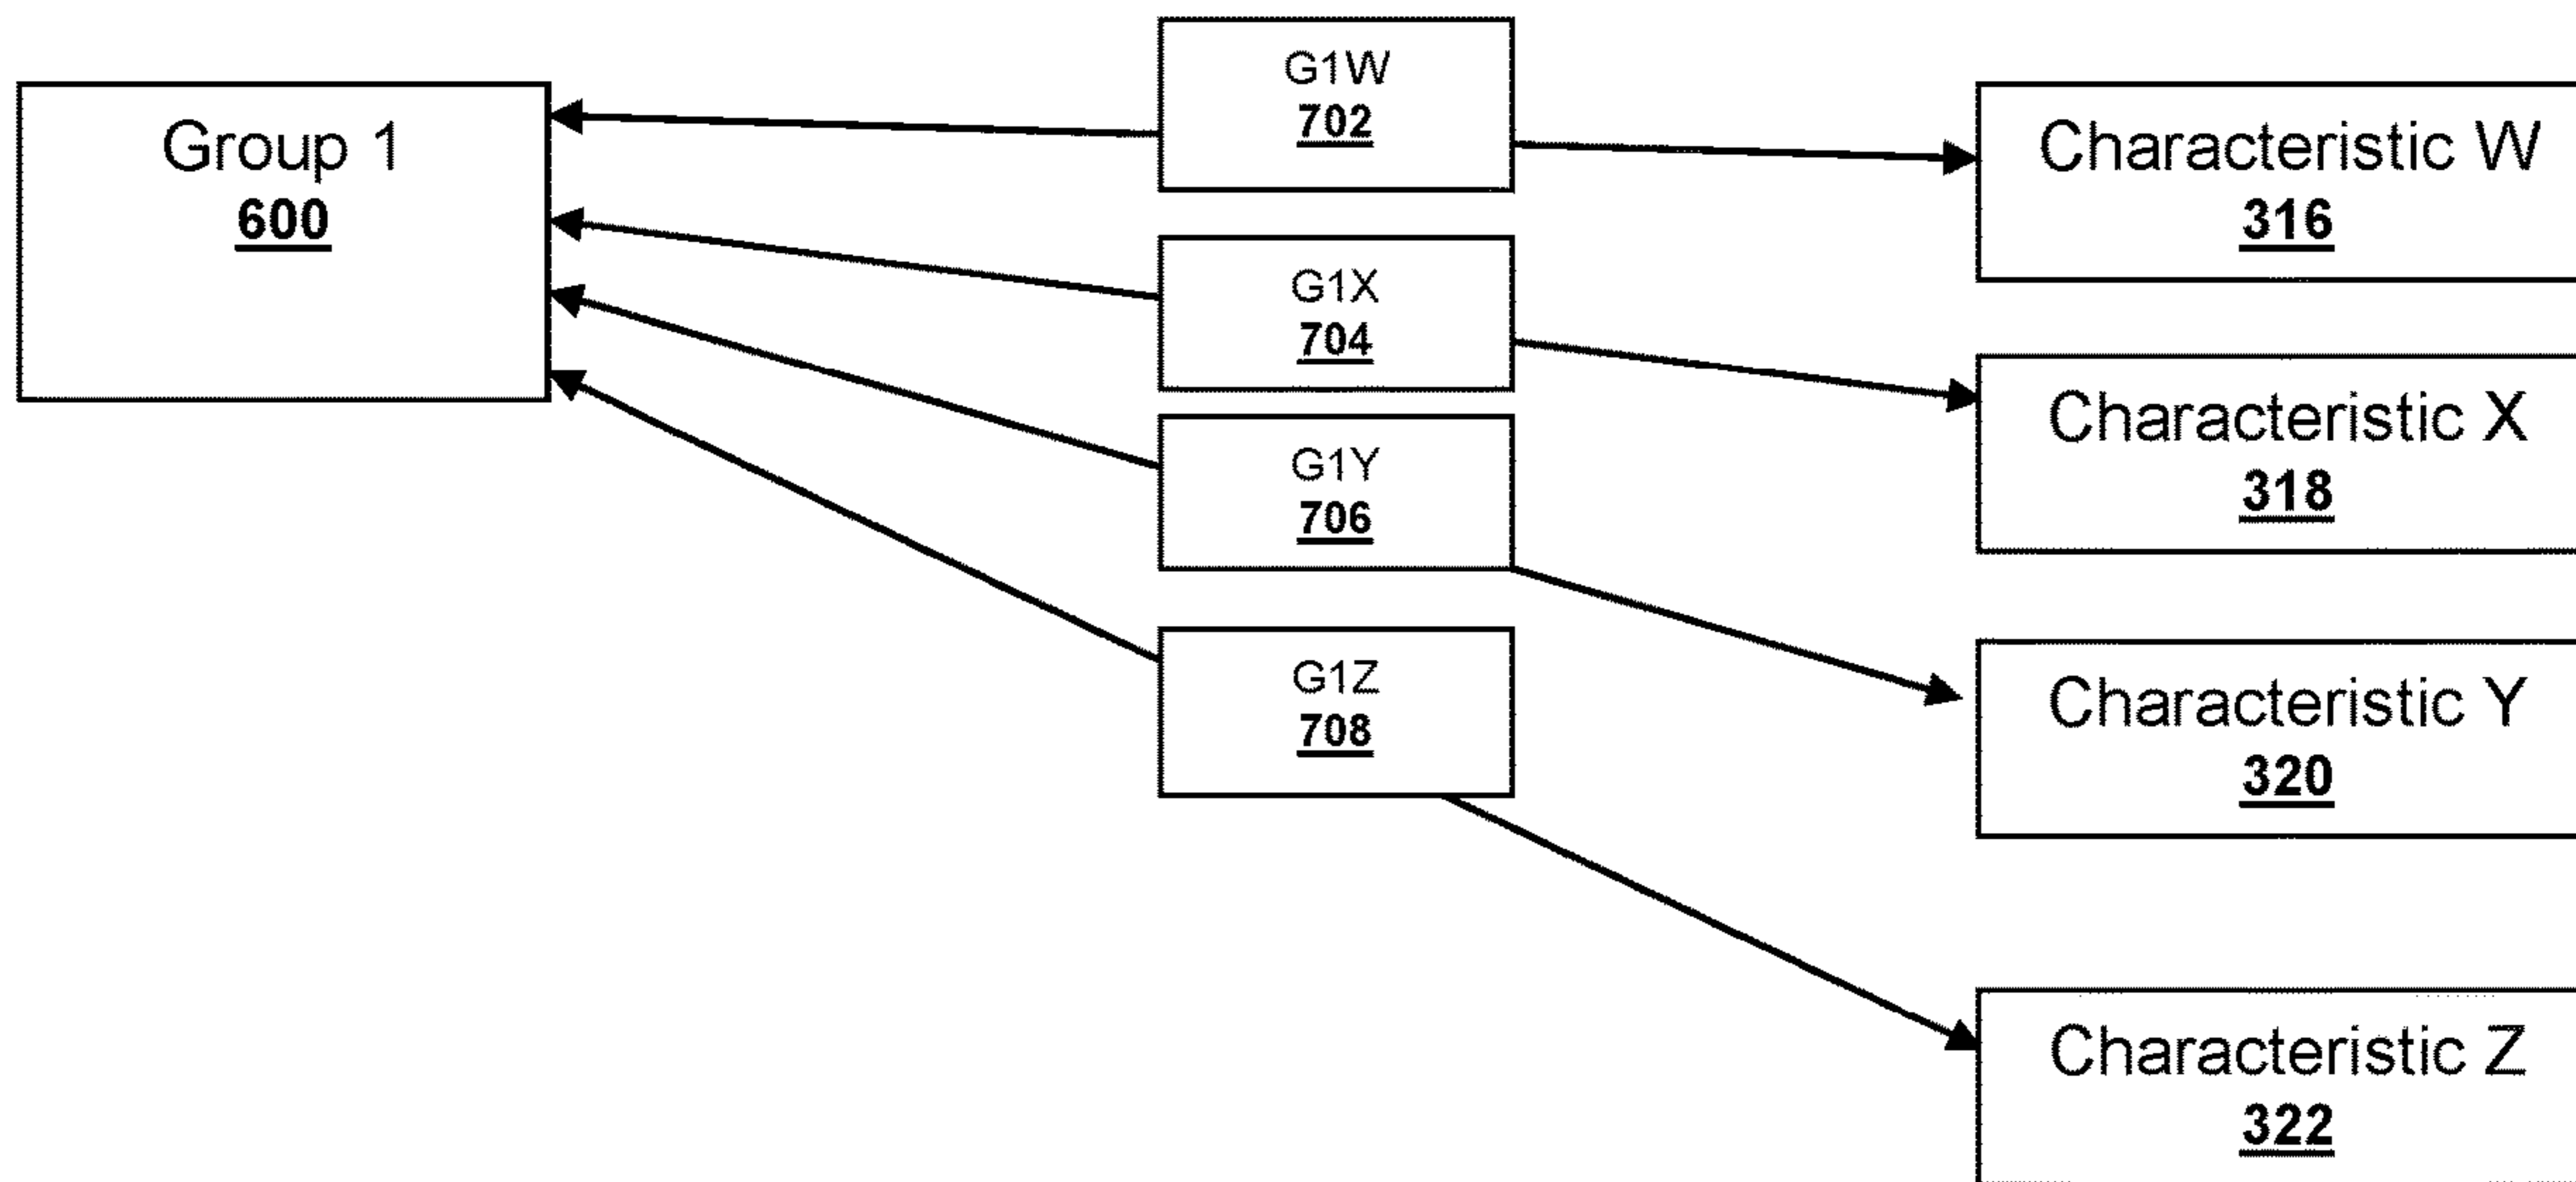 Group 1
600
G1W
702
G1X
704
G1Y
706
G1Z
708
Characteristic W
316
Characteristic X
318
Characteristic Y
320
Characteristic Z
322